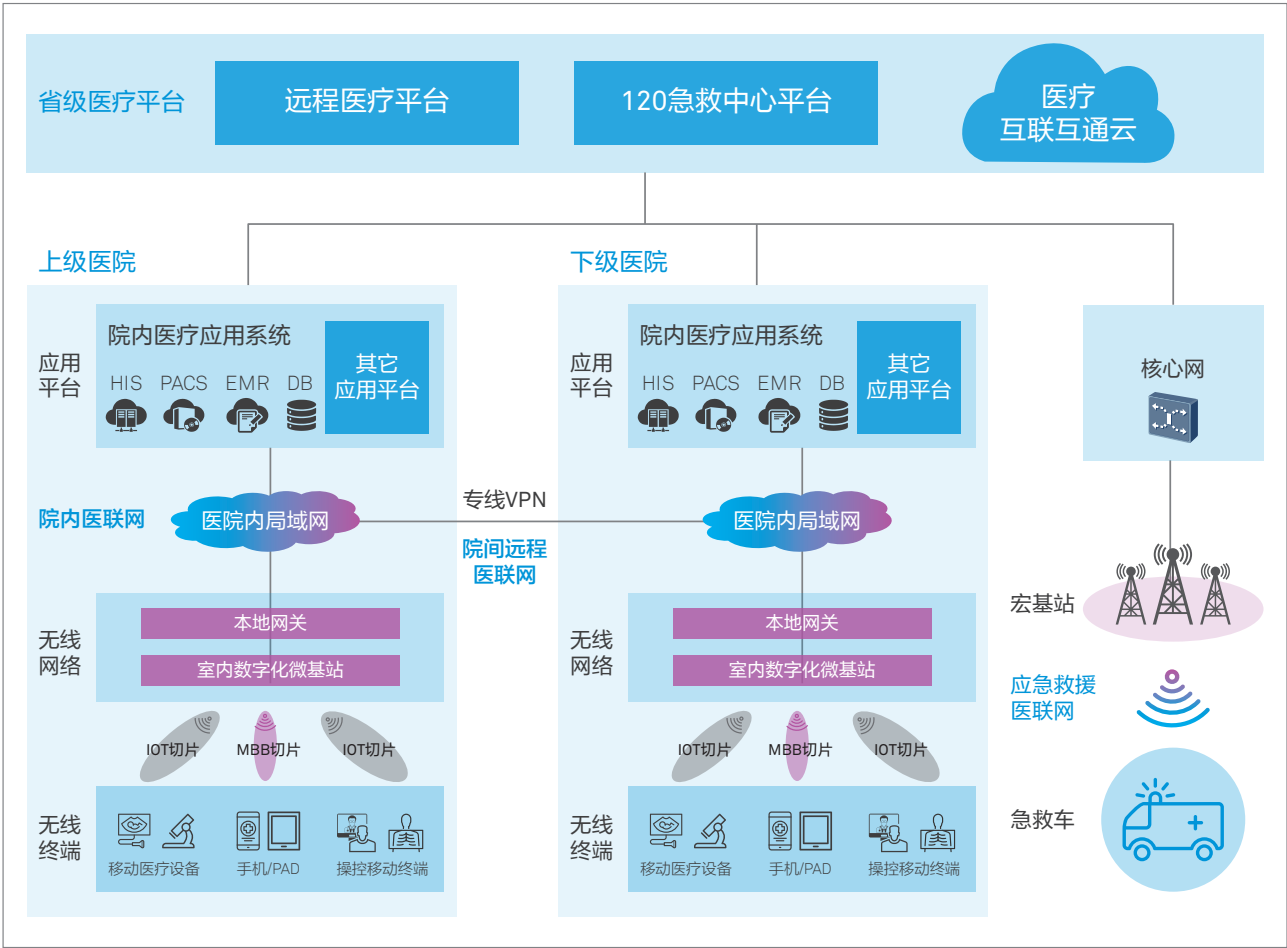 省级医疗平台
远程医疗平台
120急救中心平台
医疗
互联互通云
上级医院
应用
平台
院内医疗应用系统
HIS
PACS
EMR
DB
其它
应用平台
院内医联网
医院内局域网
专线VPN
院间远程
医联网
无线
网络
本地网关
室内数字化微基站
IOT切片
MBB切片
IOT切片
无线
终端
移动医疗设备
手机/PAD
操控移动终端
下级医院
应用
平台
院内医疗应用系统
HIS
PACS
EMR
DB
其它
应用平台
医院内局域网
无线
网络
本地网关
室内数字化微基站
IOT切片
MBB切片
IOT切片
无线
终端
移动医疗设备
手机/PAD
操控移动终端
核心网
宏基站
应急救援
医联网
急救车